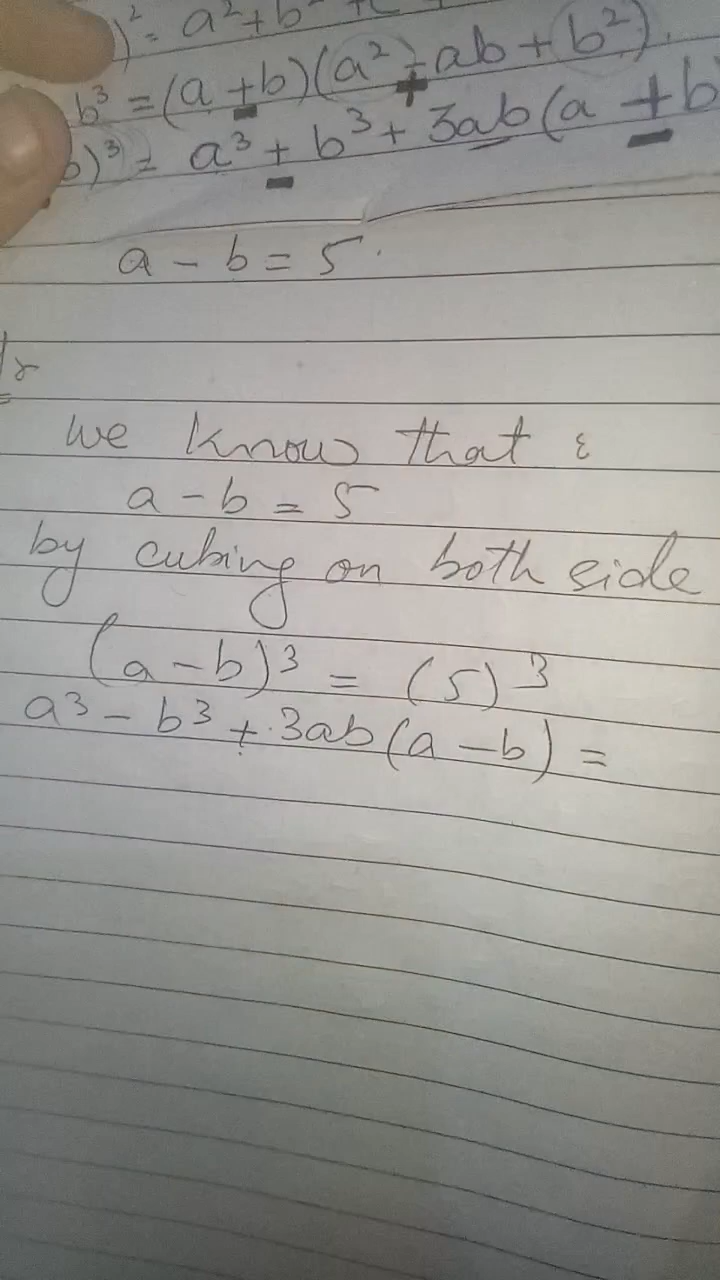 )² = a² + b²
b³ = (a + b)(a² + ab + b²)
b)³ = a³ + b³ + 3ab(a + b
a - b = 5.
we know that :
a - b = 5
by cubing on both side
(a - b)³ = (5)³
a³ - b³ + 3ab(a - b) =